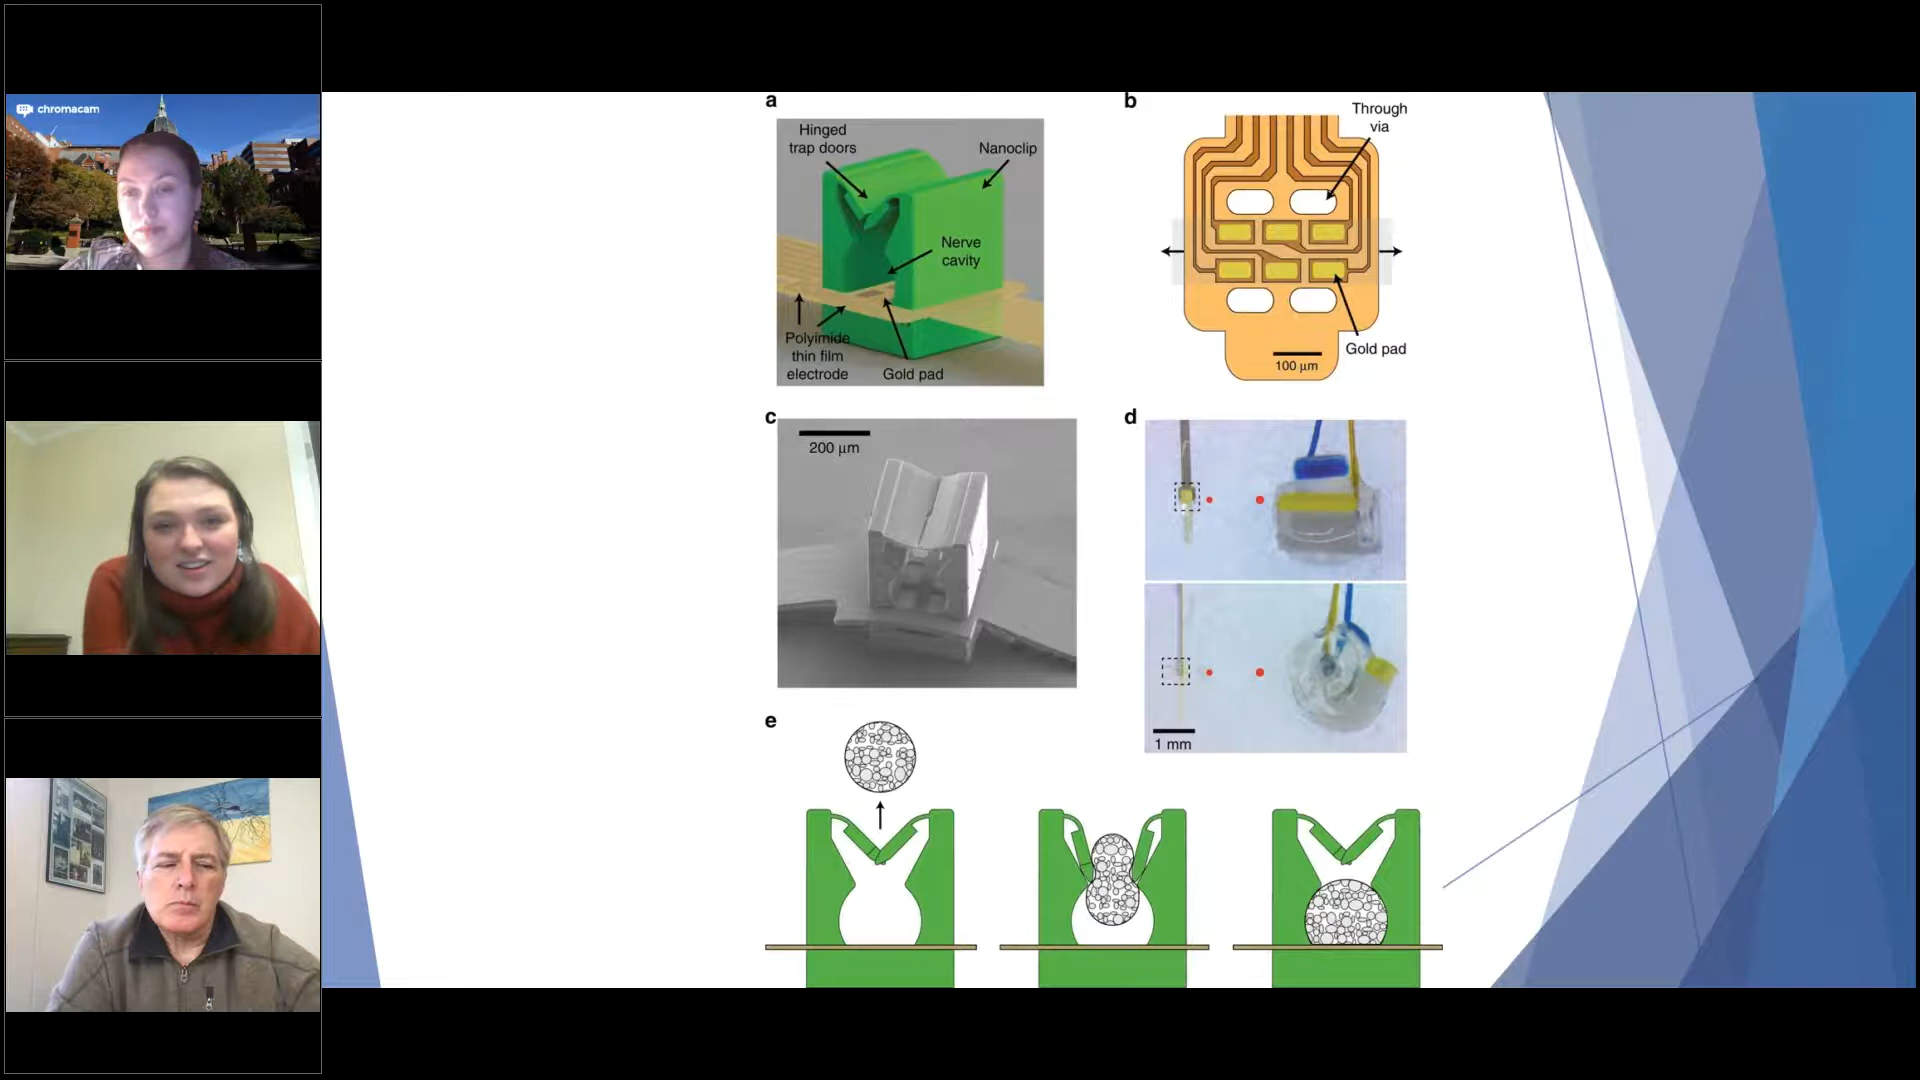 chromacam
a
Hinged
trap doors
Nanoclip
Nerve
cavity
Polyimide
thin film
electrode
Gold pad
b
Through
via
Gold pad
100 µm
c
200 µm
d
1 mm
e